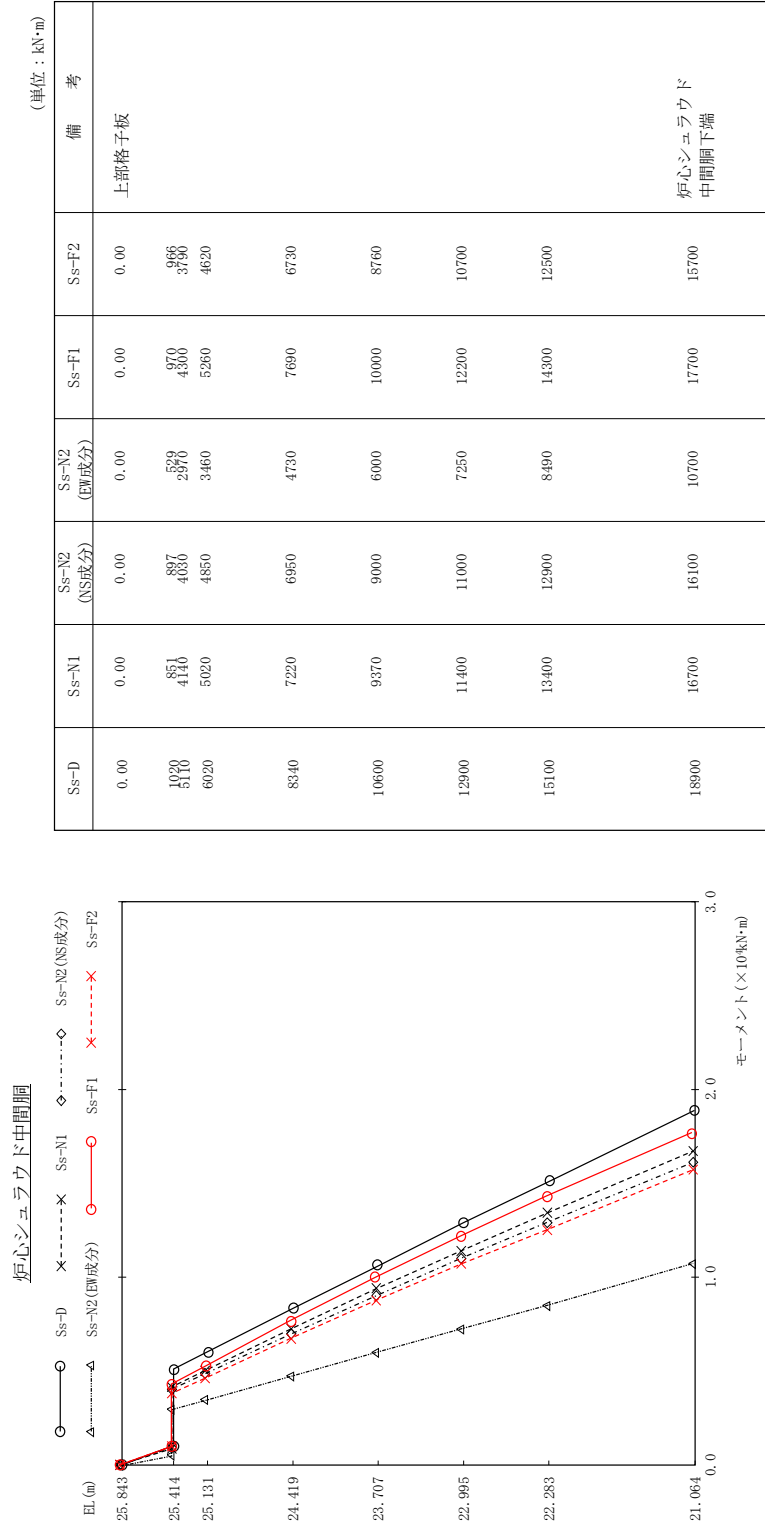 炉心シュラウド中間胴
Ss-D
Ss-N1
Ss-N2(NS成分)
Ss-N2(EW成分)
Ss-F1
Ss-F2
EL(m)
25.843
25.414
25.131
24.419
23.707
22.995
22.283
21.064
0.0
1.0
2.0
3.0
モーメント(×10⁴kN・m)
(単位：kN・m)
Ss-D Ss-N1 Ss-N2 (NS成分) Ss-N2 (EW成分) Ss-F1 Ss-F2 備 考
0.00 0.00 0.00 0.00 0.00 0.00 上部格子板
1020 851 897 529 970 966
5110 4140 4030 2970 4300 3790
6020 5020 4850 3460 5260 4620
8340 7220 6950 4730 7690 6730
10600 9370 9000 6000 10000 8760
12900 11400 11000 7250 12200 10700
15100 13400 12900 8490 14300 12500
18900 16700 16100 10700 17700 15700 炉心シュラウド
中間胴下端